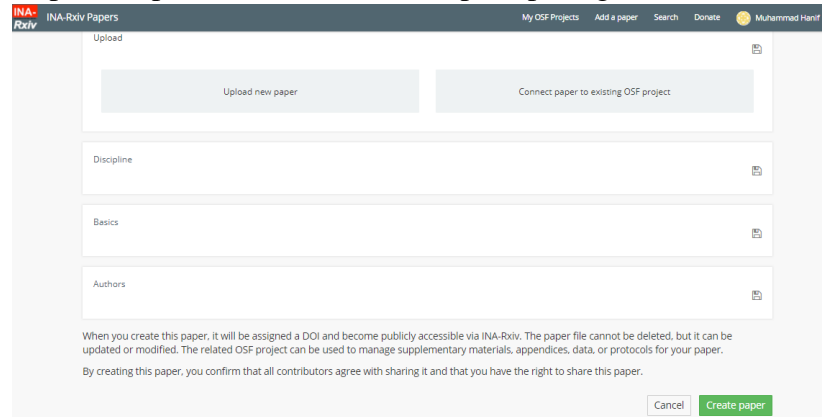 INA-
Rxiv
INA-Rxiv Papers
My OSF Projects Add a paper Search Donate Muhammad Hanif
Upload
Upload new paper
Connect paper to existing OSF project
Discipline
Basics
Authors
When you create this paper, it will be assigned a DOI and become publicly accessible via INA-Rxiv. The paper file cannot be deleted, but it can be
updated or modified. The related OSF project can be used to manage supplementary materials, appendices, data, or protocols for your paper.
By creating this paper, you confirm that all contributors agree with sharing it and that you have the right to share this paper.
Cancel Create paper